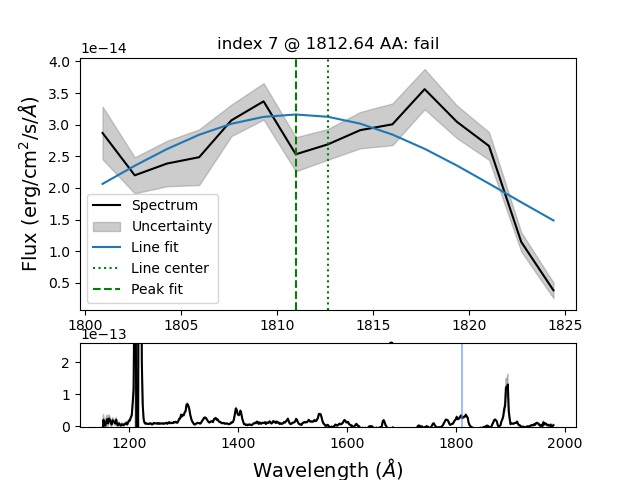 index 7 @ 1812.64 AA: fail
1e−14
4.0
3.5
3.0
2.5
2.0
1.5
1.0
0.5
Flux (erg/cm²/s/Å)
Spectrum
Uncertainty
Line fit
Line center
Peak fit
1800 1805 1810 1815 1820 1825
1e−13
2
1
0
1200 1400 1600 1800 2000
Wavelength (Å)